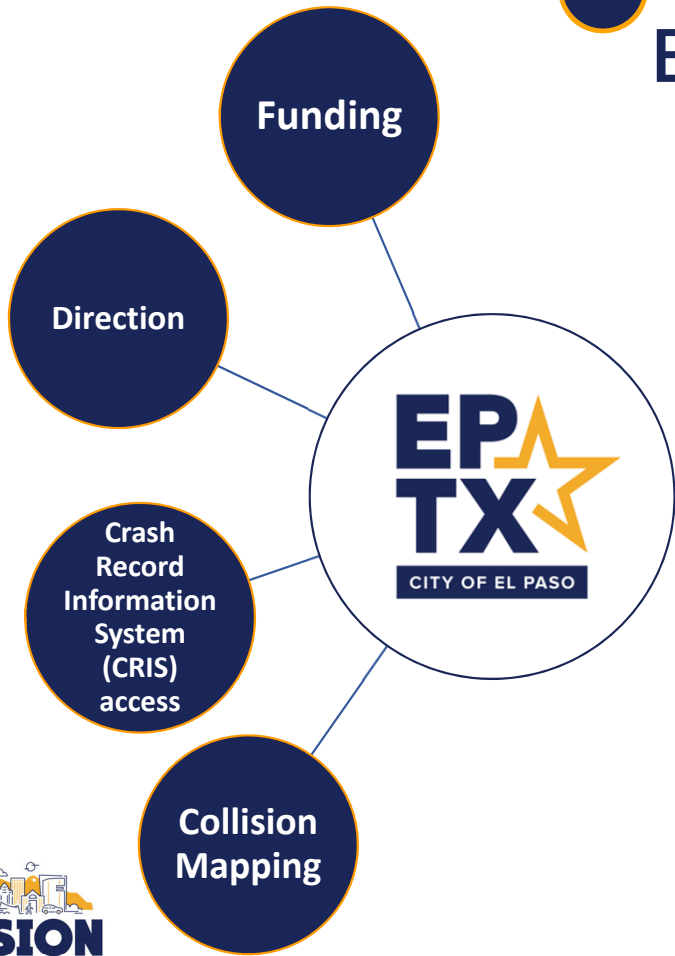 E
Funding
Direction
EP
TX
CITY OF EL PASO
Crash
Record
Information
System
(CRIS)
access
Collision
Mapping
SION